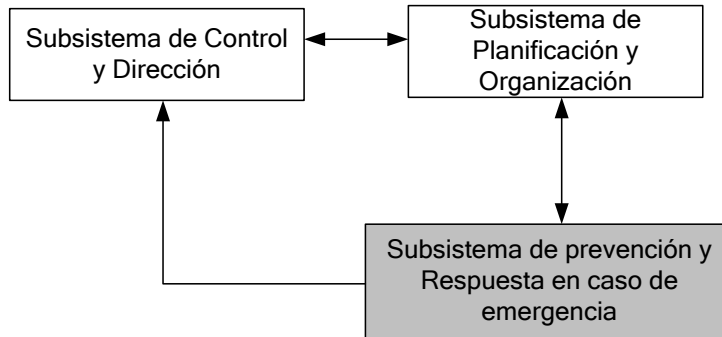 Subsistema de Control
y Dirección
Subsistema de
Planificación y
Organización
Subsistema de prevención y
Respuesta en caso de
emergencia